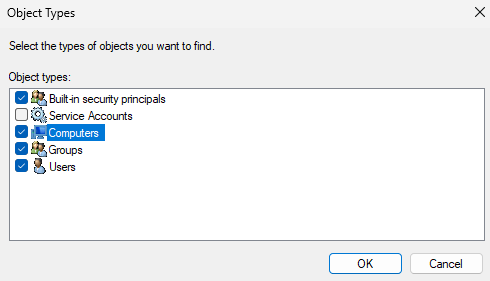 Object Types
Select the types of objects you want to find.
Object types:
Built-in security principals
Service Accounts
Computers
Groups
Users
OK
Cancel